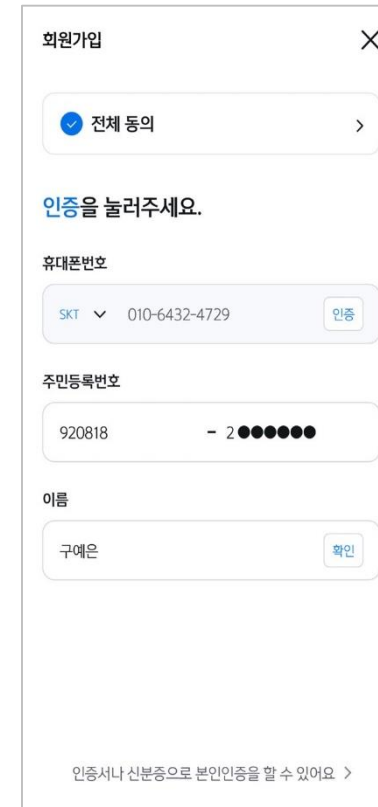 회원가입
전체 동의
인증을 눌러주세요.
휴대폰번호
SKT 010-6432-4729 인증
주민등록번호
920818 - 2●●●●●●
이름
구예은 확인
인증서나 신분증으로 본인인증을 할 수 있어요 >